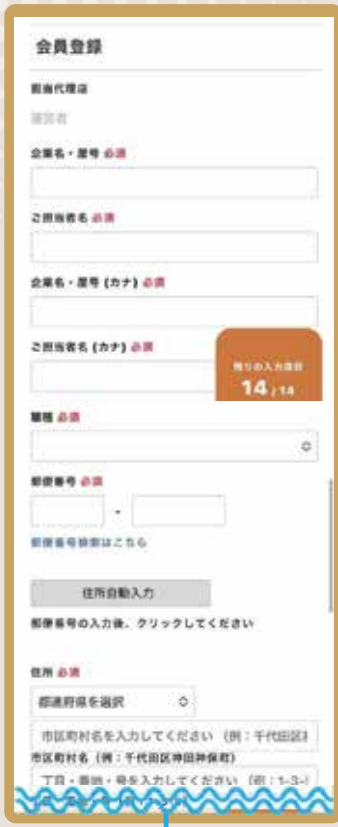 会員登録
担当代理店
運営者
企業名・屋号 必須
ご担当者名 必須
企業名・屋号 (カナ) 必須
ご担当者名 (カナ) 必須
残りの入力項目
14 / 14
職種 必須
郵便番号 必須
-
郵便番号検索はこちら
住所自動入力
郵便番号の入力後、クリックしてください
住所 必須
都道府県を選択
市区町村名を入力してください (例：千代田区神
市区町村名 (例：千代田区神田神保町)
丁目・番地・号を入力してください (例：1-3-